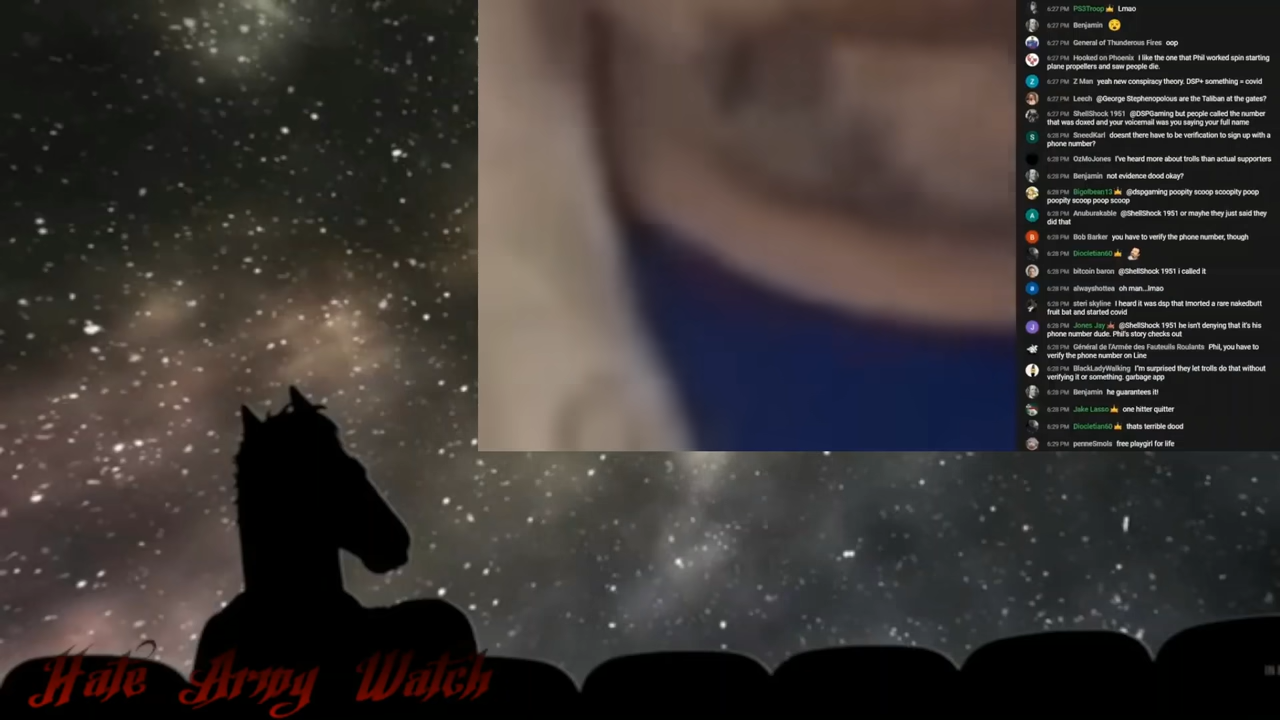 6:27 PM PS3Troop Lmao
6:27 PM Benjamin 😮
6:27 PM General of Thunderous Fires oop
6:27 PM Hooked on Phoenix I like the one that Phil worked spin starting
plane propellers and saw people die.
6:27 PM Z Man yeah new conspiracy theory. DSP+ something = covid
6:27 PM Leech @George Stephenopolous are the Taliban at the gates?
6:27 PM ShellShock 1951 @DSPGaming but people called the number
that was doxed and your voicemail was you saying your full name
6:28 PM SneedKarl doesnt there have to be verification to sign up with a
phone number?
6:28 PM OzMoJones I've heard more about trolls than actual supporters
6:28 PM Benjamin not evidence dood okay?
6:28 PM Bigolbean13 @dspgaming poopity scoop scoopity poop
poopity scoop poop scoop
6:28 PM Anuburakable @ShellShock 1951 or mayhe they just said they
did that
6:28 PM Bob Barker you have to verify the phone number, though
6:28 PM Diocletian60
6:28 PM bitcoin baron @ShellShock 1951 i called it
6:28 PM alwayshottea oh man...lmao
6:28 PM steri skyline I heard it was dsp that Imorted a rare nakedbutt
fruit bat and started covid
6:28 PM Jones Jay @ShellShock 1951 he isn't denying that it's his
phone number dude. Phil's story checks out
6:28 PM Général de l'Armée des Fauteuils Roulants Phil, you have to
verify the phone number on Line
6:28 PM BlackLadyWalking I'm surprised they let trolls do that without
verifying it or something. garbage app
6:28 PM Benjamin he guarantees it!
6:28 PM Jake Lasso one hitter quitter
6:29 PM Diocletian60 thats terrible dood
6:29 PM penneSmols free playgirl for life
Hate Army Watch